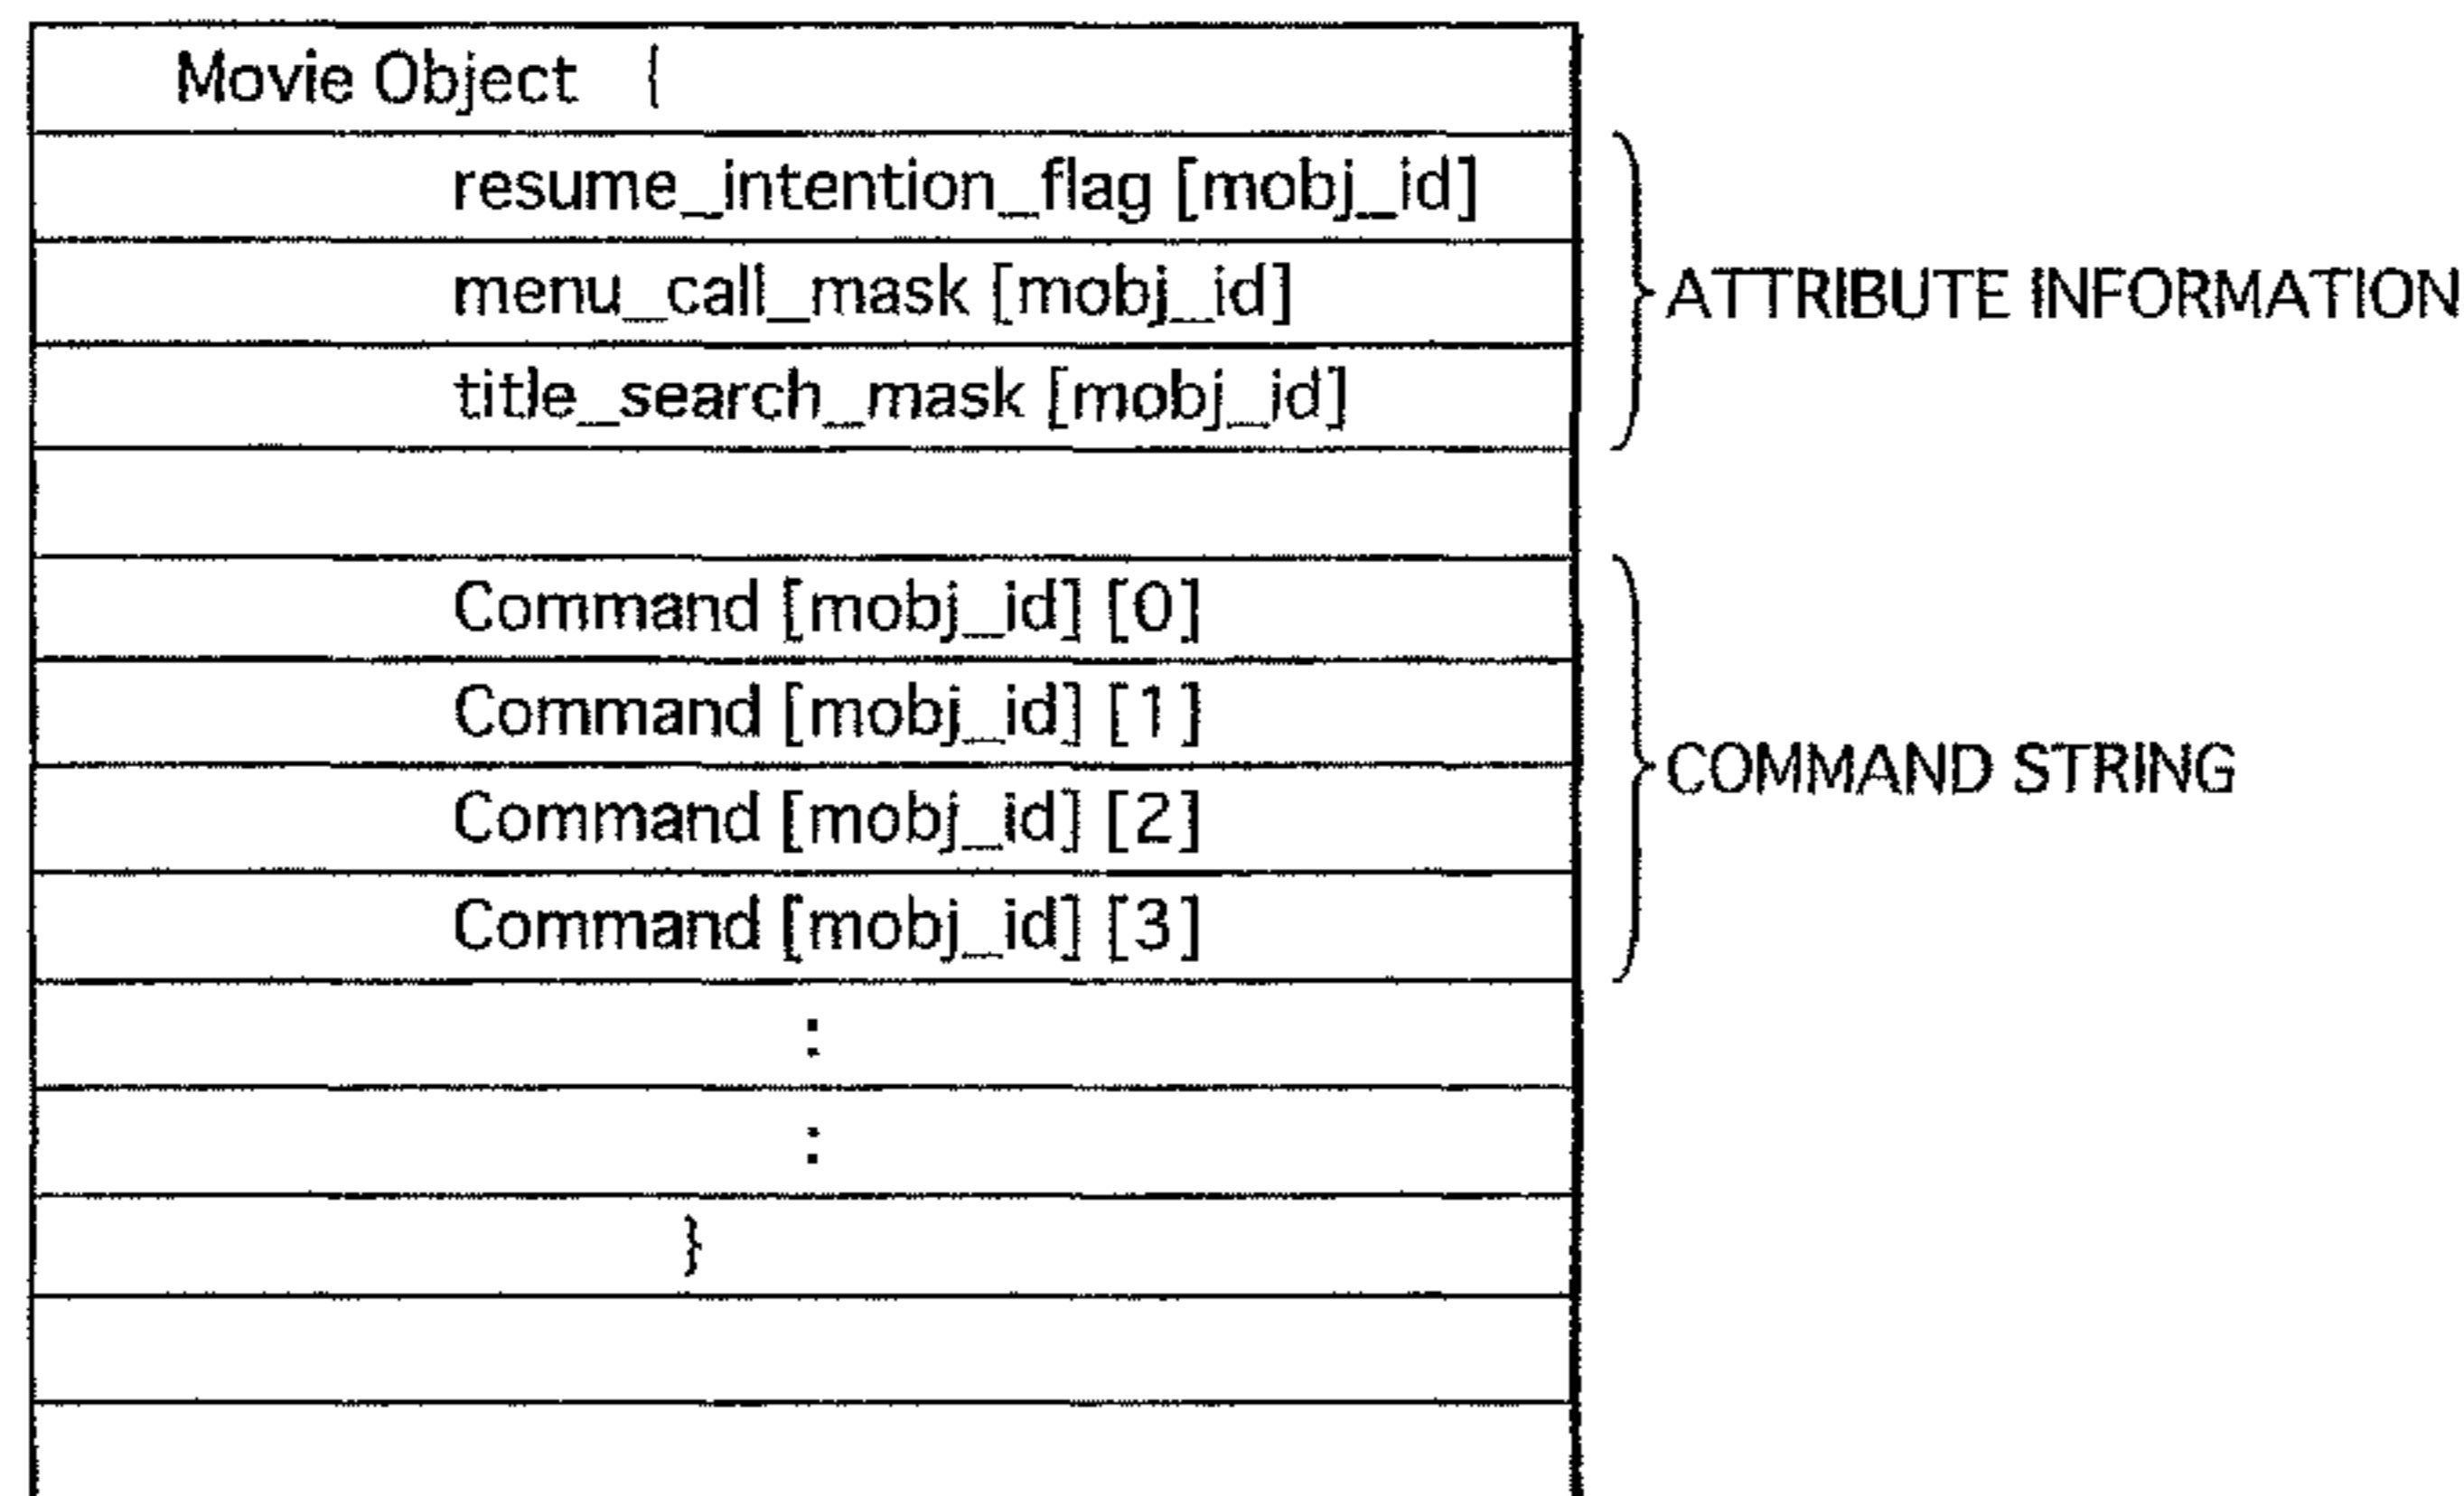 Movie Object {
resume_intention_flag [mobj_id]
menu_call_mask [mobj_id]
ATTRIBUTE INFORMATION
title_search_mask [mobj_id]
Command [mobj_id] [0]
Command [mobj_id] [1]
COMMAND STRING
Command [mobj_id] [2]
Command [mobj_id] [3]
:
:
}